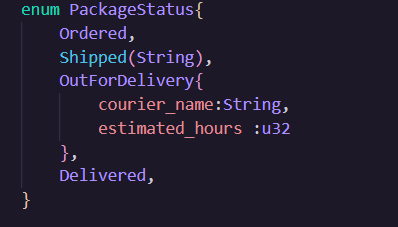 enum PackageStatus{
    Ordered,
    Shipped(String),
    OutForDelivery{
        courier_name:String,
        estimated_hours :u32
    },
    Delivered,
}